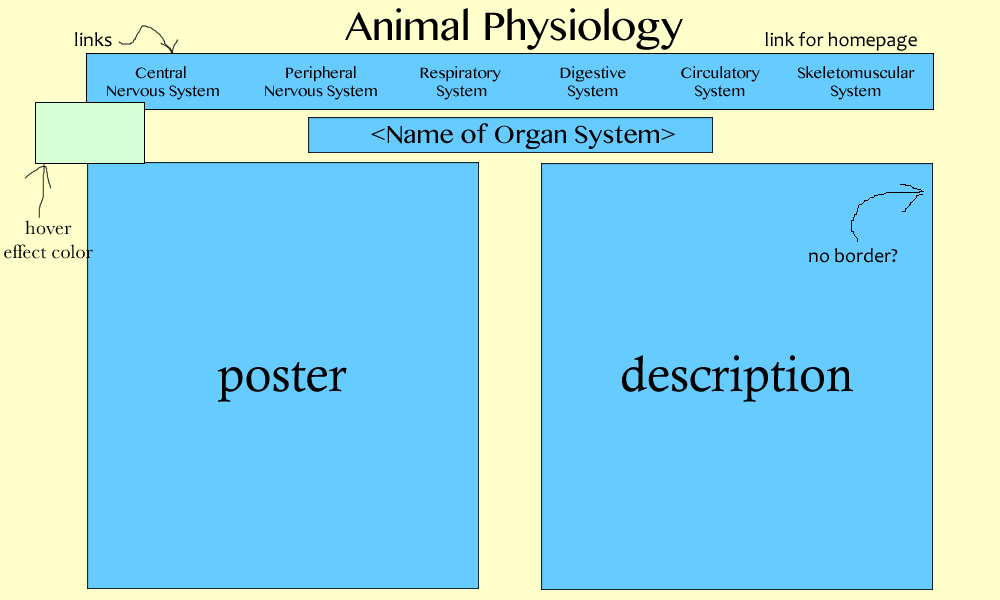 Animal Physiology
links
link for homepage
Central
Nervous System
Peripheral
Nervous System
Respiratory
System
Digestive
System
Circulatory
System
Skeletomuscular
System
<Name of Organ System>
hover
effect color
no border?
poster
description